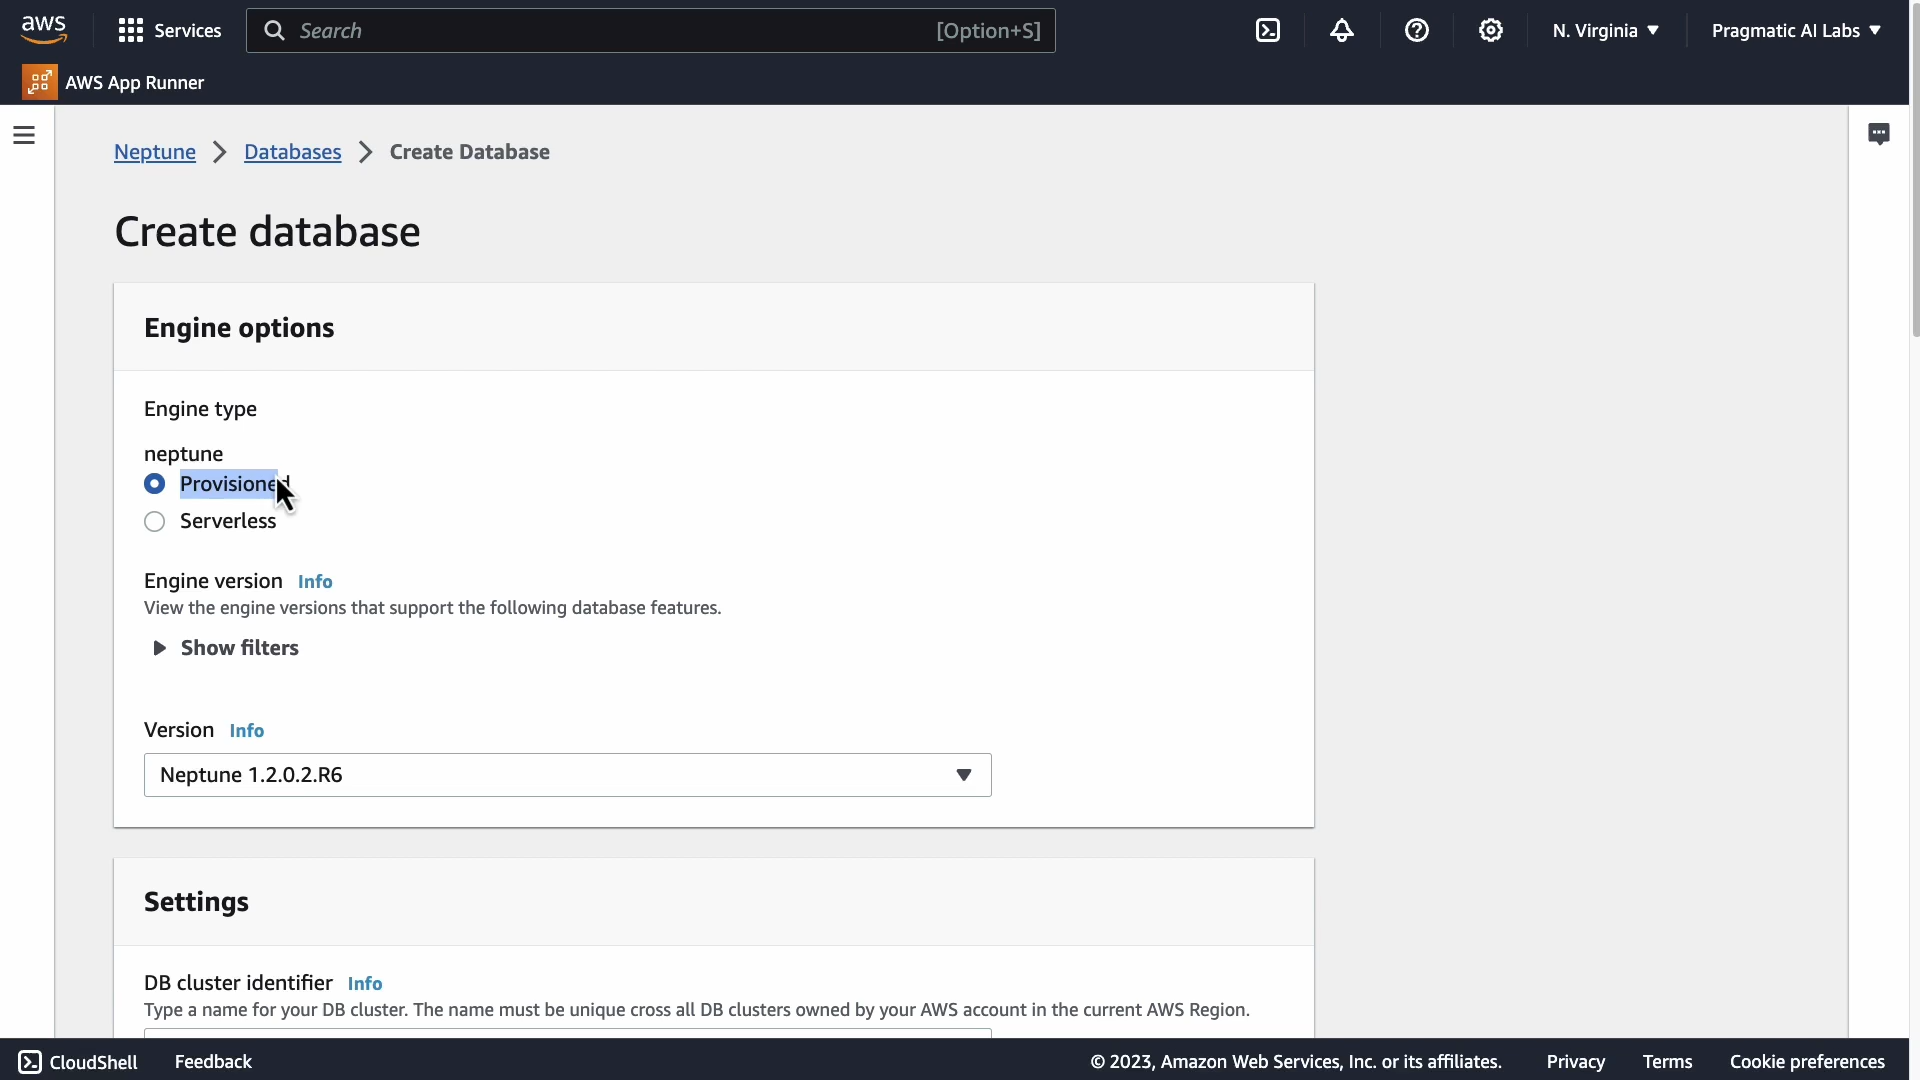 aws
Services
Search
[Option+S]
N. Virginia
Pragmatic AI Labs
AWS App Runner
Neptune
Databases
Create Database
Create database
Engine options
Engine type
neptune
Provisioned
Serverless
Engine version Info
View the engine versions that support the following database features.
Show filters
Version Info
Neptune 1.2.0.2.R6
Settings
DB cluster identifier Info
Type a name for your DB cluster. The name must be unique cross all DB clusters owned by your AWS account in the current AWS Region.
CloudShell
Feedback
© 2023, Amazon Web Services, Inc. or its affiliates.
Privacy
Terms
Cookie preferences